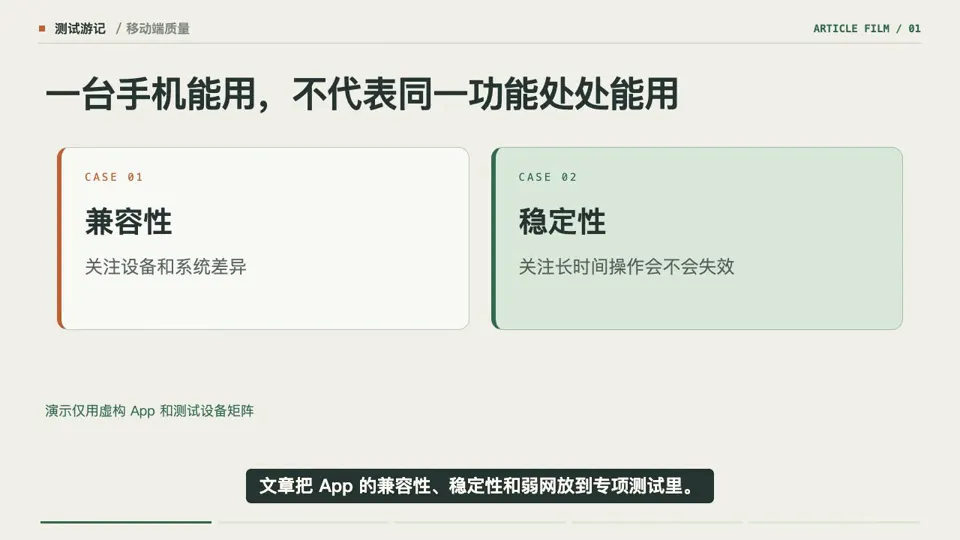 测试游记 / 移动端质量
ARTICLE FILM / 01
一台手机能用，不代表同一功能处处能用
CASE 01
兼容性
关注设备和系统差异
CASE 02
稳定性
关注长时间操作会不会失效
演示仅用虚构 App 和测试设备矩阵
文章把 App 的兼容性、稳定性和弱网放到专项测试里。